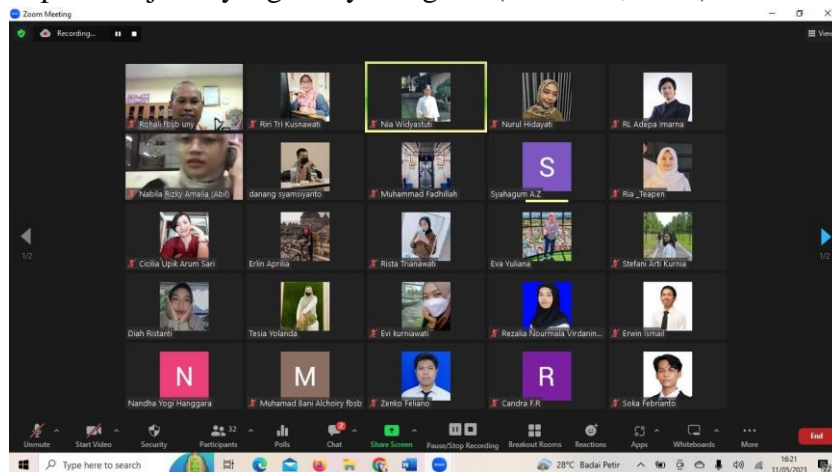 Zoom Meeting
Recording...
View
Rohali fbsb uny
Riri Tri Kusnawati
Nia Widyastuti
Nurul Hidayati
RL Adepa Imarna
Nabila Rizky Amalia (Abil)
danang syamsiyanto
Muhammad Fadhillah
S
Syahagum A.Z
Ria _Teapen
1/2
1/2
Cicilia Upik Arum Sari
Erlin Aprilia
Rista Trianawati
Eva Yuliana
Stefani Arti Kurnia
Diah Ristanti
Tesia Yolanda
Evi kurniawati
Rezalia Nourmala Virdanin...
Erwin Ismail
N
Nandha Yogi Hanggara
M
Muhamad Bani Alchoiry fbsb
Zenko Feliano
R
Candra F.R.
Soka Febrianto
Unmute
Start Video
Security
32
Participants
Polls
2
Chat
Share Screen
Pause/Stop Recording
Breakout Rooms
Reactions
Apps
Whiteboards
More
End
Type here to search
28°C Badai Petir
16:21
11/05/2023